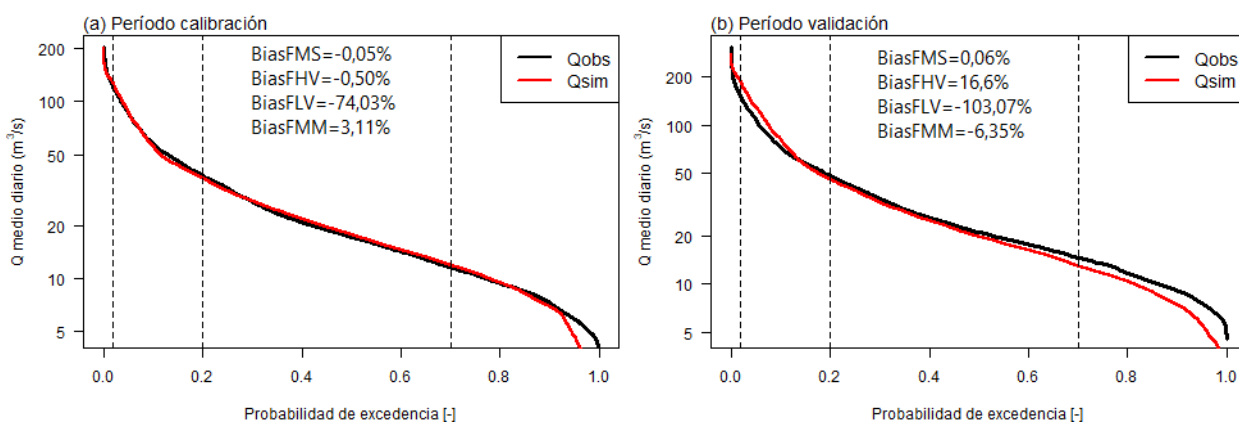 (a) Período calibración
BiasFMS=-0,05%
BiasFHV=-0,50%
BiasFLV=-74,03%
BiasFMM=3,11%
Qobs
Qsim
Q medio diario (m³/s)
200
100
50
20
10
5
0.0 0.2 0.4 0.6 0.8 1.0
Probabilidad de excedencia [-]
(b) Período validación
BiasFMS=0,06%
BiasFHV=16,6%
BiasFLV=-103,07%
BiasFMM=-6,35%
Qobs
Qsim
Q medio diario (m³/s)
200
100
50
20
10
5
0.0 0.2 0.4 0.6 0.8 1.0
Probabilidad de excedencia [-]